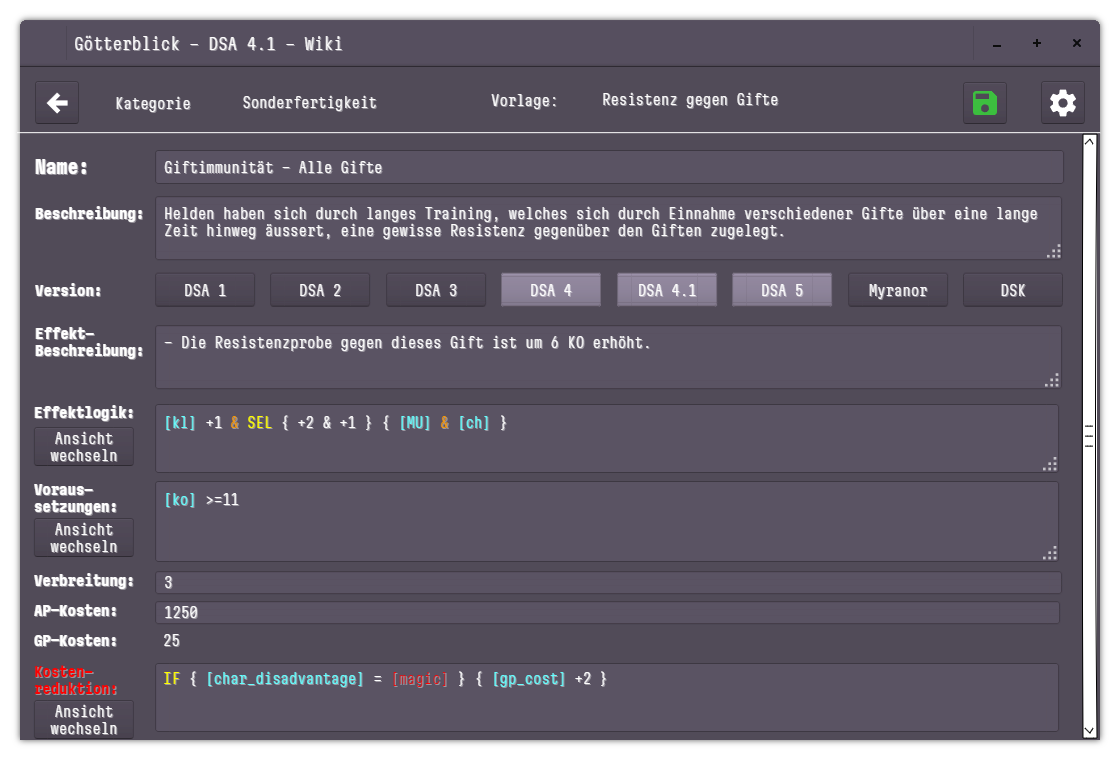 Götterblick – DSA 4.1 – Wiki
Kategorie Sonderfertigkeit Vorlage: Resistenz gegen Gifte
Name: Giftimmunität – Alle Gifte
Beschreibung: Helden haben sich durch langes Training, welches sich durch Einnahme verschiedener Gifte über eine lange
Zeit hinweg äussert, eine gewisse Resistenz gegenüber den Giften zugelegt.
Version: DSA 1 DSA 2 DSA 3 DSA 4 DSA 4.1 DSA 5 Myranor DSK
Effekt–
Beschreibung:
– Die Resistenzprobe gegen dieses Gift ist um 6 KO erhöht.
Effektlogik:
[kl] +1 & SEL { +2 & +1 } { [MU] & [ch] }
Ansicht
wechseln
Voraus–
setzungen:
[ko] >=11
Ansicht
wechseln
Verbreitung: 3
AP–Kosten: 1250
GP–Kosten: 25
Kosten–
reduktion:
IF { [char_disadvantage] = [magic] } { [gp_cost] +2 }
Ansicht
wechseln